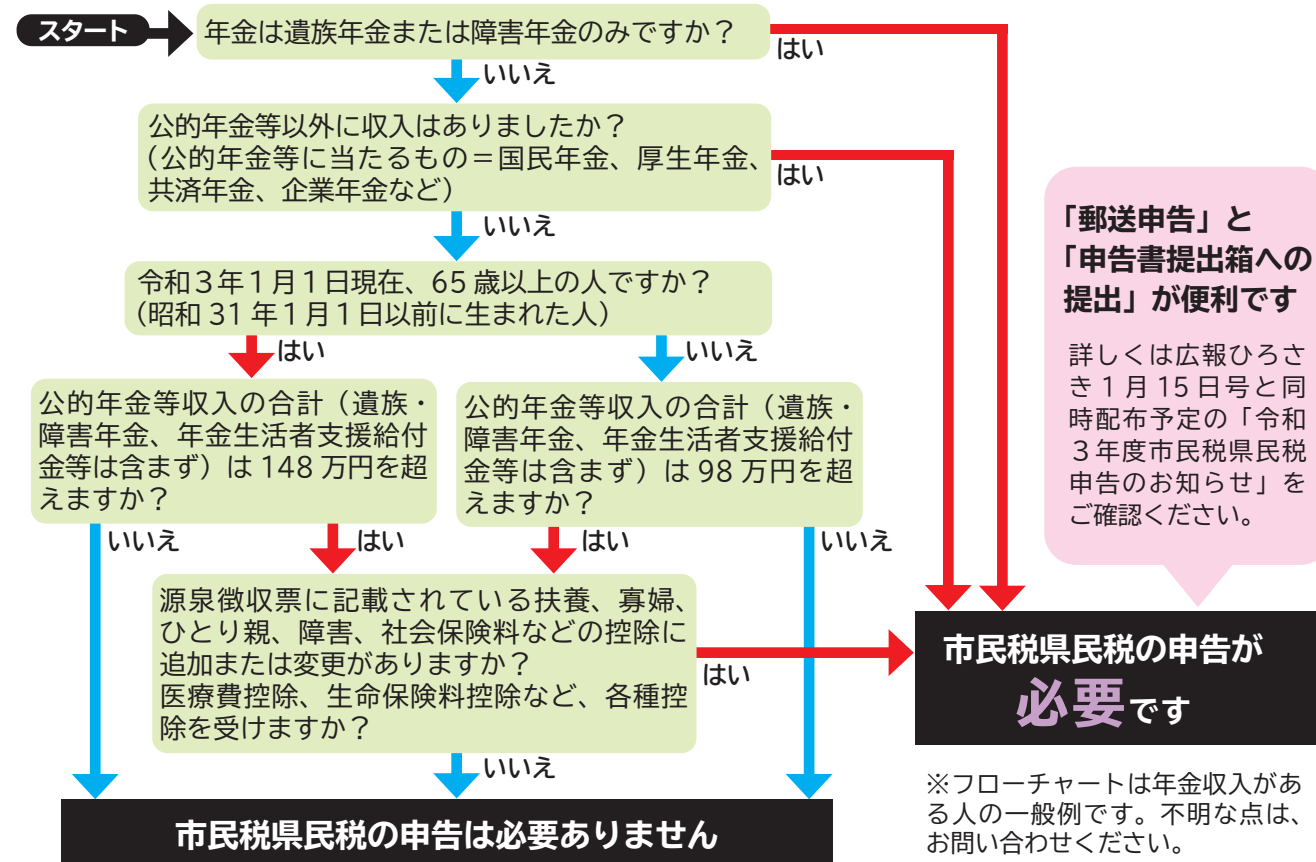 スタート
年金は遺族年金または障害年金のみですか？
はい
いいえ
公的年金等以外に収入はありましたか？
（公的年金等に当たるもの＝国民年金、厚生年金、
共済年金、企業年金など）
はい
いいえ
令和３年１月１日現在、65 歳以上の人ですか？
（昭和 31 年１月１日以前に生まれた人）
はい
いいえ
公的年金等収入の合計（遺族・
障害年金、年金生活者支援給付
金等は含まず）は 148 万円を超
えますか？
いいえ
はい
公的年金等収入の合計（遺族・
障害年金、年金生活者支援給付
金等は含まず）は 98 万円を超
えますか？
はい
いいえ
源泉徴収票に記載されている扶養、寡婦、
ひとり親、障害、社会保険料などの控除に
追加または変更がありますか？
医療費控除、生命保険料控除など、各種控
除を受けますか？
はい
いいえ
市民税県民税の申告は必要ありません
「郵送申告」と
「申告書提出箱への
提出」が便利です
詳しくは広報ひろさ
き１月 15 日号と同
時配布予定の「令和
３年度市民税県民税
申告のお知らせ」を
ご確認ください。
市民税県民税の申告が
必要です
※フローチャートは年金収入があ
る人の一般例です。不明な点は、
お問い合わせください。